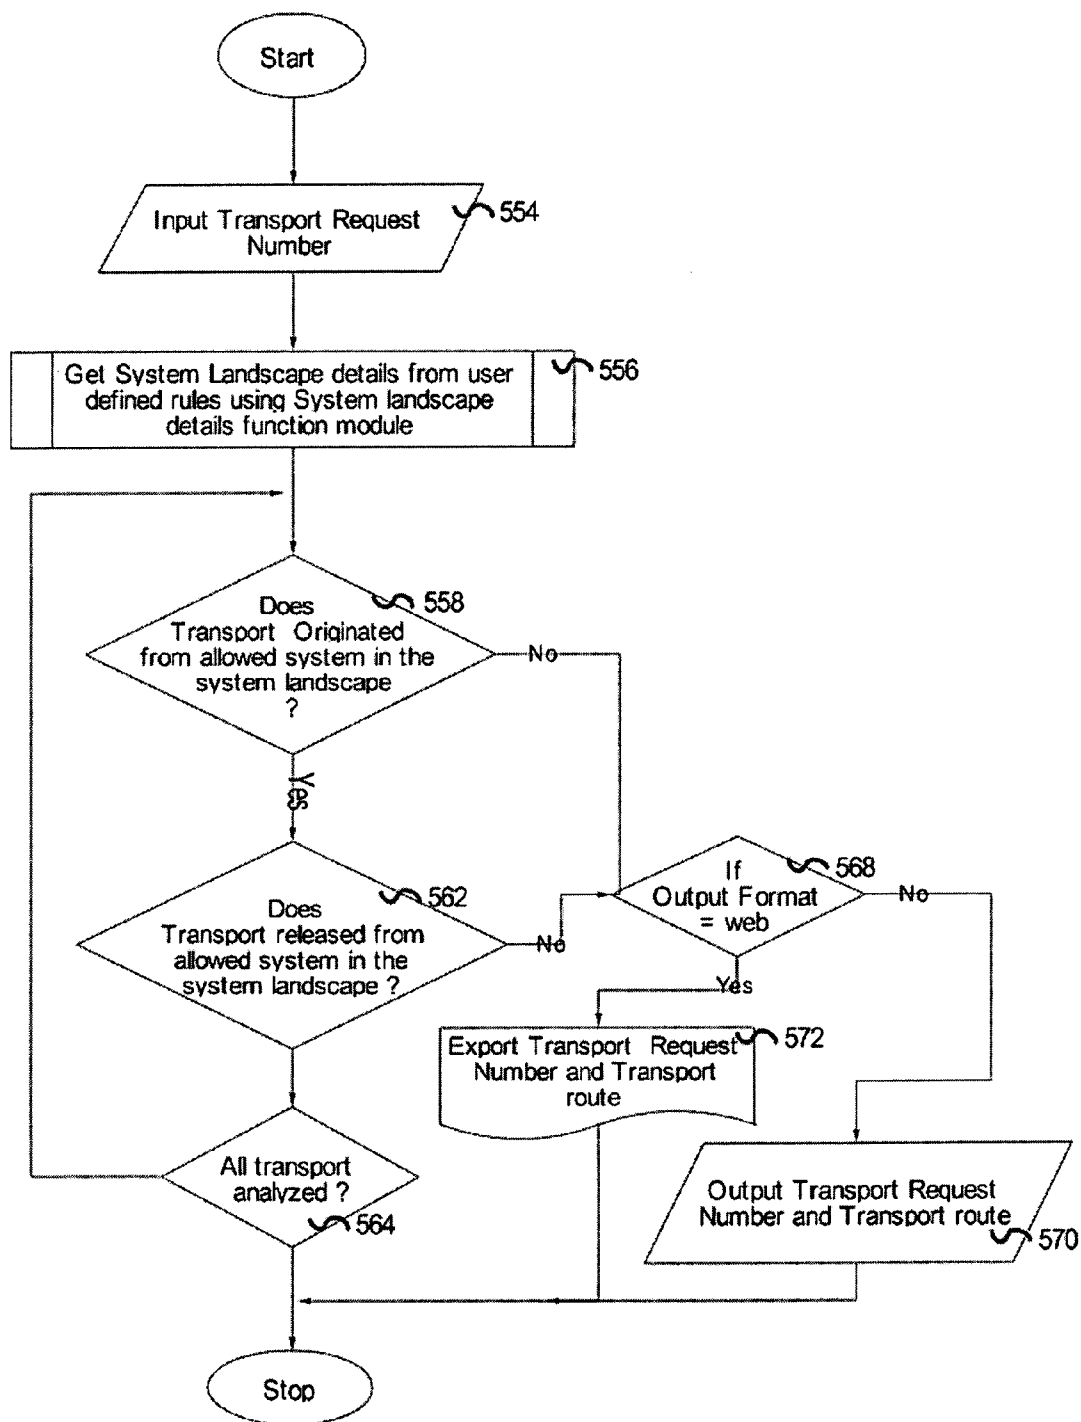 Start
Input Transport Request
Number
554
Get System Landscape details from user
defined rules using System landscape
details function module
556
Does
Transport Originated
from allowed system in the
system landscape
?
558
No
Yes
Does
Transport released from
allowed system in the
system landscape ?
562
No
If
Output Format
= web
568
No
Yes
Export Transport Request
Number and Transport
route
572
All transport
analyzed ?
564
Output Transport Request
Number and Transport route
570
Stop